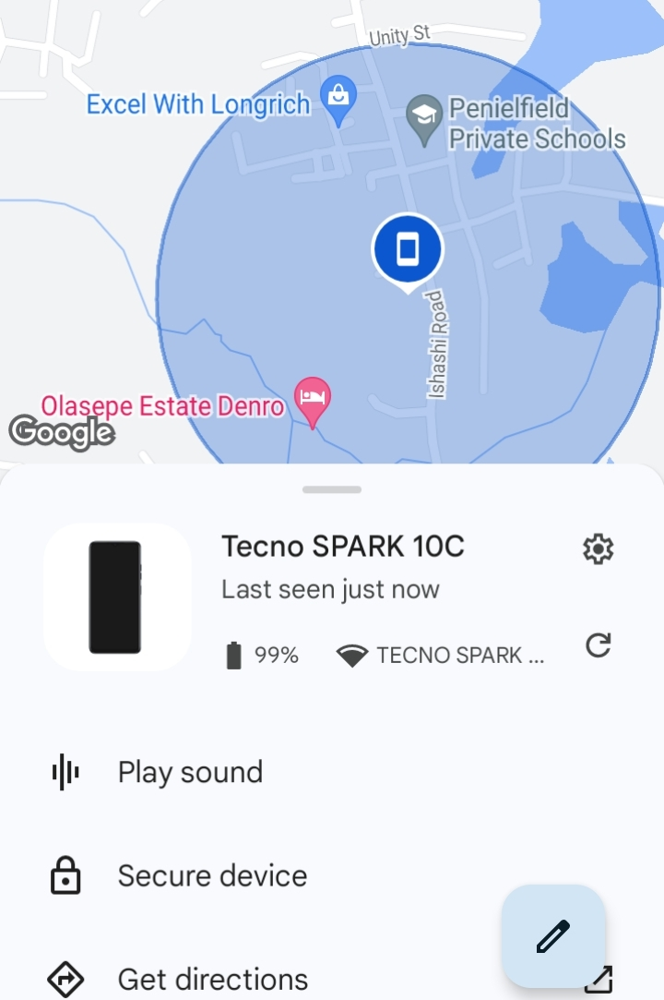 Unity St
Excel With Longrich
Penielfield
Private Schools
Ishashi Road
Olasepe Estate Denro
Google
Tecno SPARK 10C
Last seen just now
99%
TECNO SPARK ...
Play sound
Secure device
Get directions